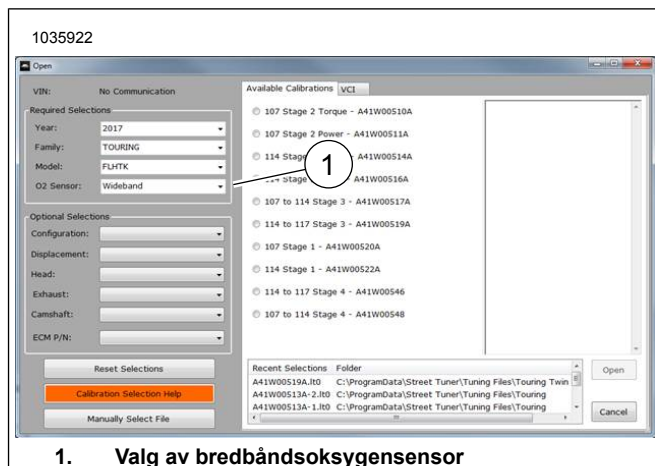 1035922
Open
VIN: No Communication
Required Selections
Year: 2017
Family: TOURING
Model: FLHTK
O2 Sensor: Wideband
Optional Selections
Configuration:
Displacement:
Head:
Exhaust:
Camshaft:
ECM P/N:
Reset Selections
Calibration Selection Help
Manually Select File
Available Calibrations VCI
107 Stage 2 Torque - A41W00510A
107 Stage 2 Power - A41W00511A
114 Stage A41W00514A
114 Stage A41W00516A
107 to 114 Stage 3 - A41W00517A
114 to 117 Stage 3 - A41W00519A
107 Stage 1 - A41W00520A
114 Stage 1 - A41W00522A
114 to 117 Stage 4 - A41W00546
107 to 114 Stage 4 - A41W00548
1
Recent Selections Folder
A41W00519A.lt0 C:\ProgramData\Street Tuner\Tuning Files\Touring Twin
A41W00513A-2.lt0 C:\ProgramData\Street Tuner\Tuning Files\Touring
A41W00513A-1.lt0 C:\ProgramData\Street Tuner\Tuning Files\Touring
Open
Cancel
1. Valg av bredbåndsoksygensensor